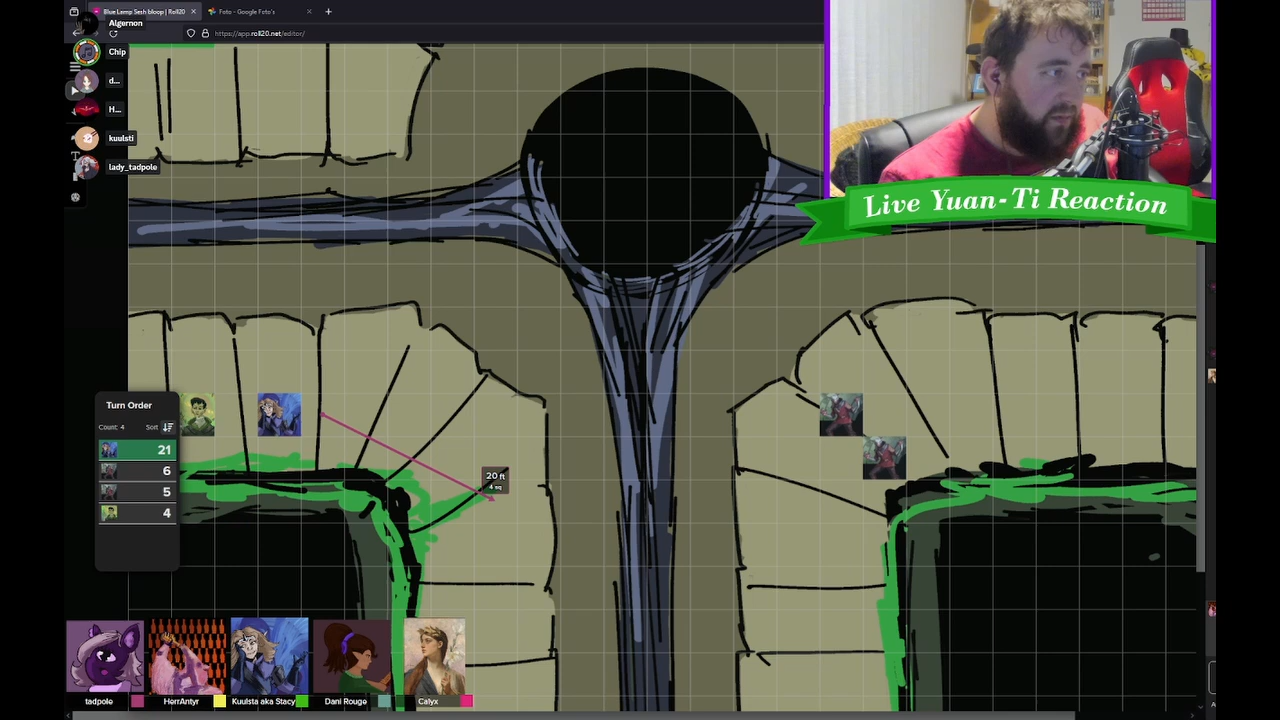 Blue Lamp Sesh bloop | Roll20
Foto - Google Foto's
https://app.roll20.net/editor/
Algernon
Chip
d...
H...
kuulsti
lady_tadpole
Live Yuan-Ti Reaction
Turn Order
Count: 4
Sort
21
6
5
4
20 ft
4 sq
tadpole
HerrAntyr
Kuulsta aka Stacy
Dani Rouge
Calyx